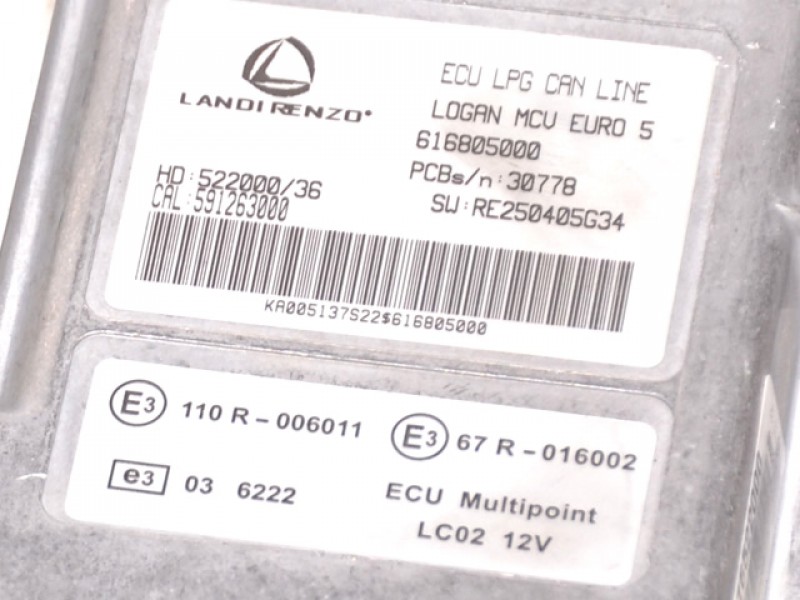 LANDIRENZO®
ECU LPG CAN LINE
LOGAN MCV EURO 5
616805000
HD:522000/36
PCBs/n:30778
CAL:591263000
SW:RE250405G34
KA005137S22$616805000
E3 110 R-006011
E3 67 R-016002
e3 03 6222
ECU Multipoint
LC02 12V